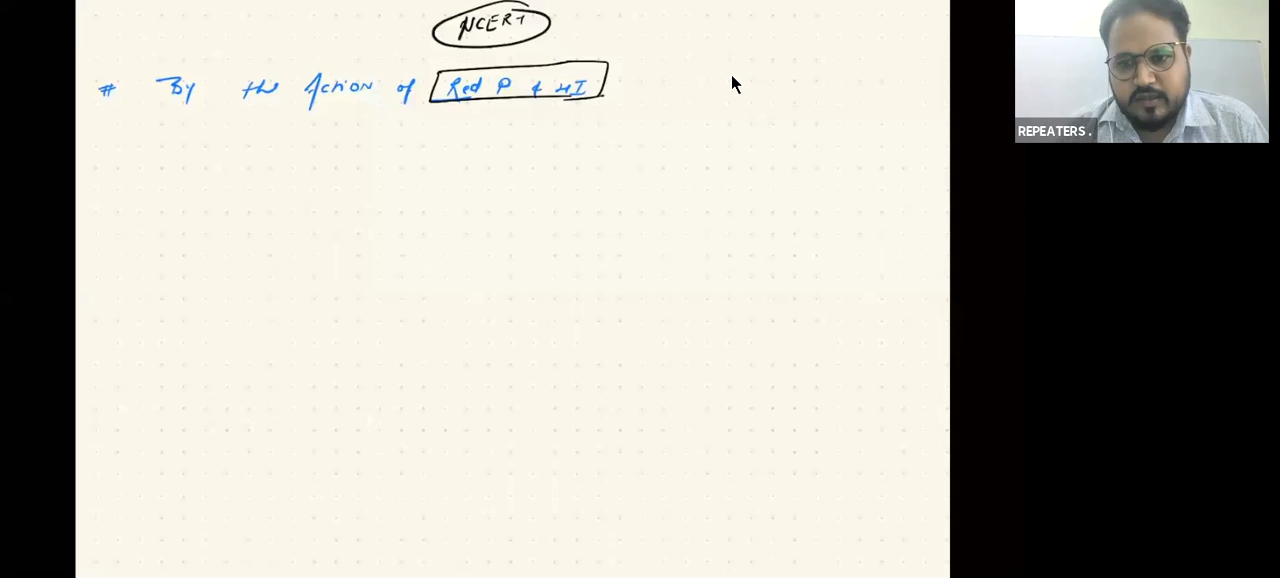 NCERT
# By the Action of Red P & HI
REPEATERS.